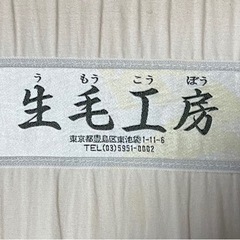 う もう こう ぼう
生毛工房
東京都豊島区東池袋1-11-6
TEL(03)5951-0002